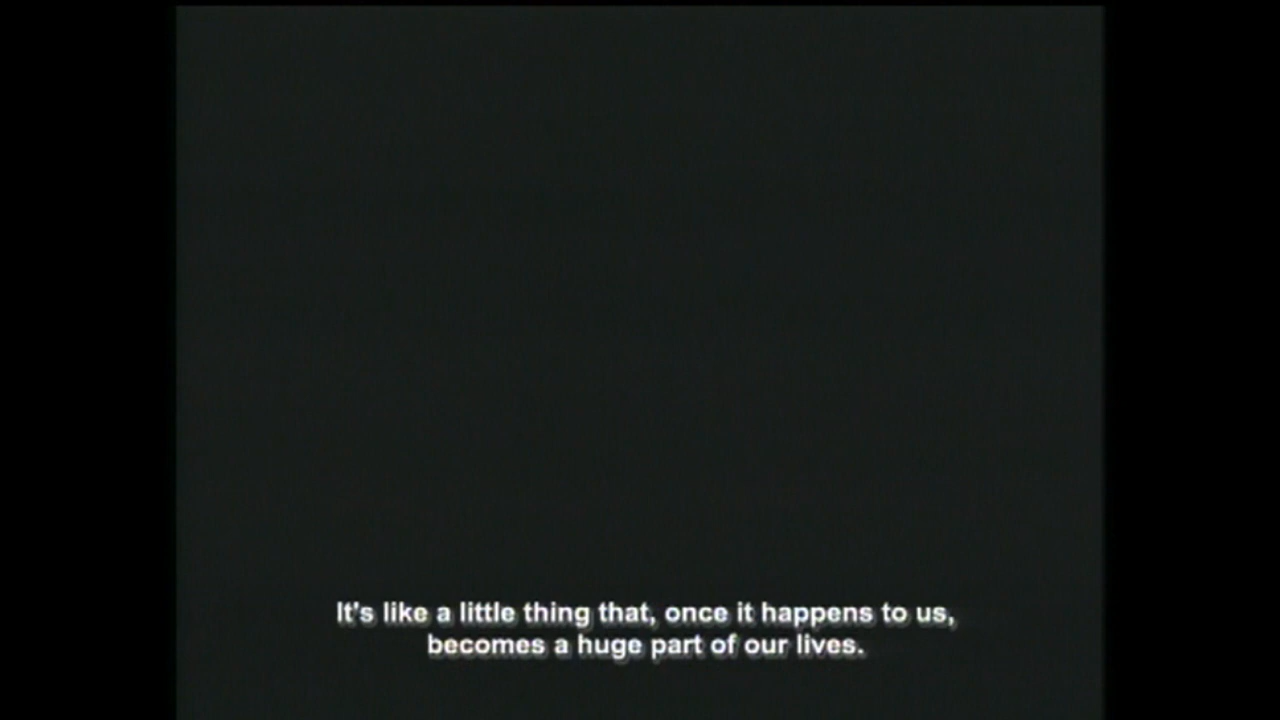 It's like a little thing that, once it happens to us,
becomes a huge part of our lives.